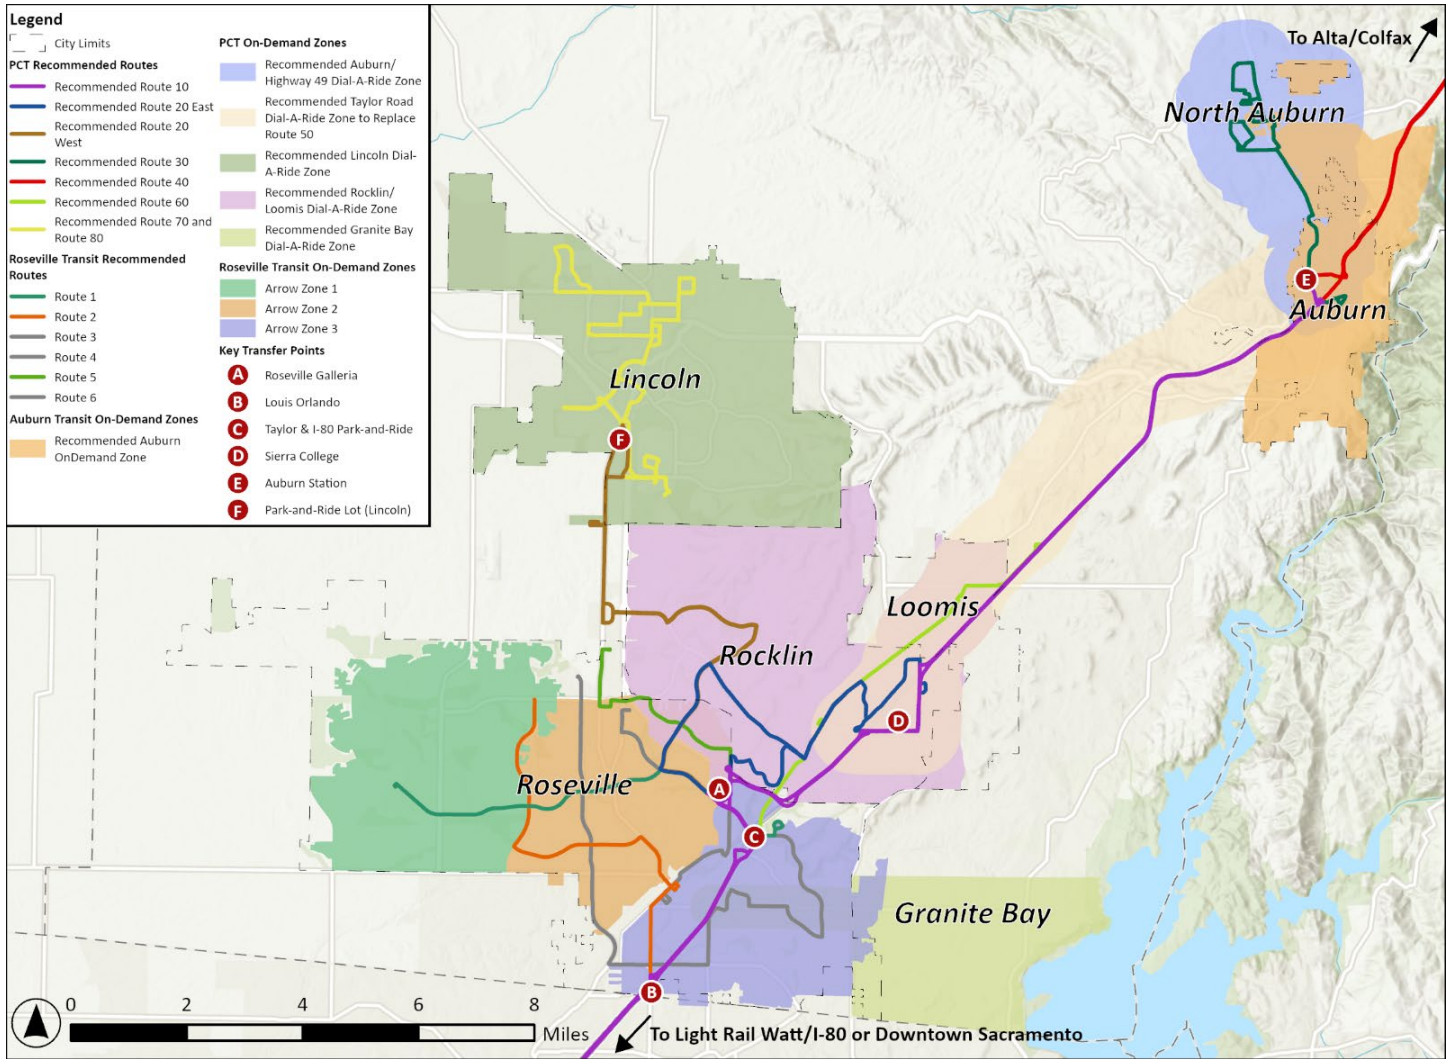 Legend
City Limits
PCT Recommended Routes
Recommended Route 10
Recommended Route 20 East
Recommended Route 20
West
Recommended Route 30
Recommended Route 40
Recommended Route 60
Recommended Route 70 and
Route 80
Roseville Transit Recommended
Routes
Route 1
Route 2
Route 3
Route 4
Route 5
Route 6
Auburn Transit On-Demand Zones
Recommended Auburn
OnDemand Zone
PCT On-Demand Zones
Recommended Auburn/
Highway 49 Dial-A-Ride Zone
Recommended Taylor Road
Dial-A-Ride Zone to Replace
Route 50
Recommended Lincoln Dial-
A-Ride Zone
Recommended Rocklin/
Loomis Dial-A-Ride Zone
Recommended Granite Bay
Dial-A-Ride Zone
Roseville Transit On-Demand Zones
Arrow Zone 1
Arrow Zone 2
Arrow Zone 3
Key Transfer Points
A Roseville Galleria
B Louis Orlando
C Taylor & I-80 Park-and-Ride
D Sierra College
E Auburn Station
F Park-and-Ride Lot (Lincoln)
To Alta/Colfax
North Auburn
E
Auburn
Lincoln
F
Loomis
Rocklin
D
Roseville
A
C
Granite Bay
B
0 2 4 6 8
Miles
To Light Rail Watt/I-80 or Downtown Sacramento